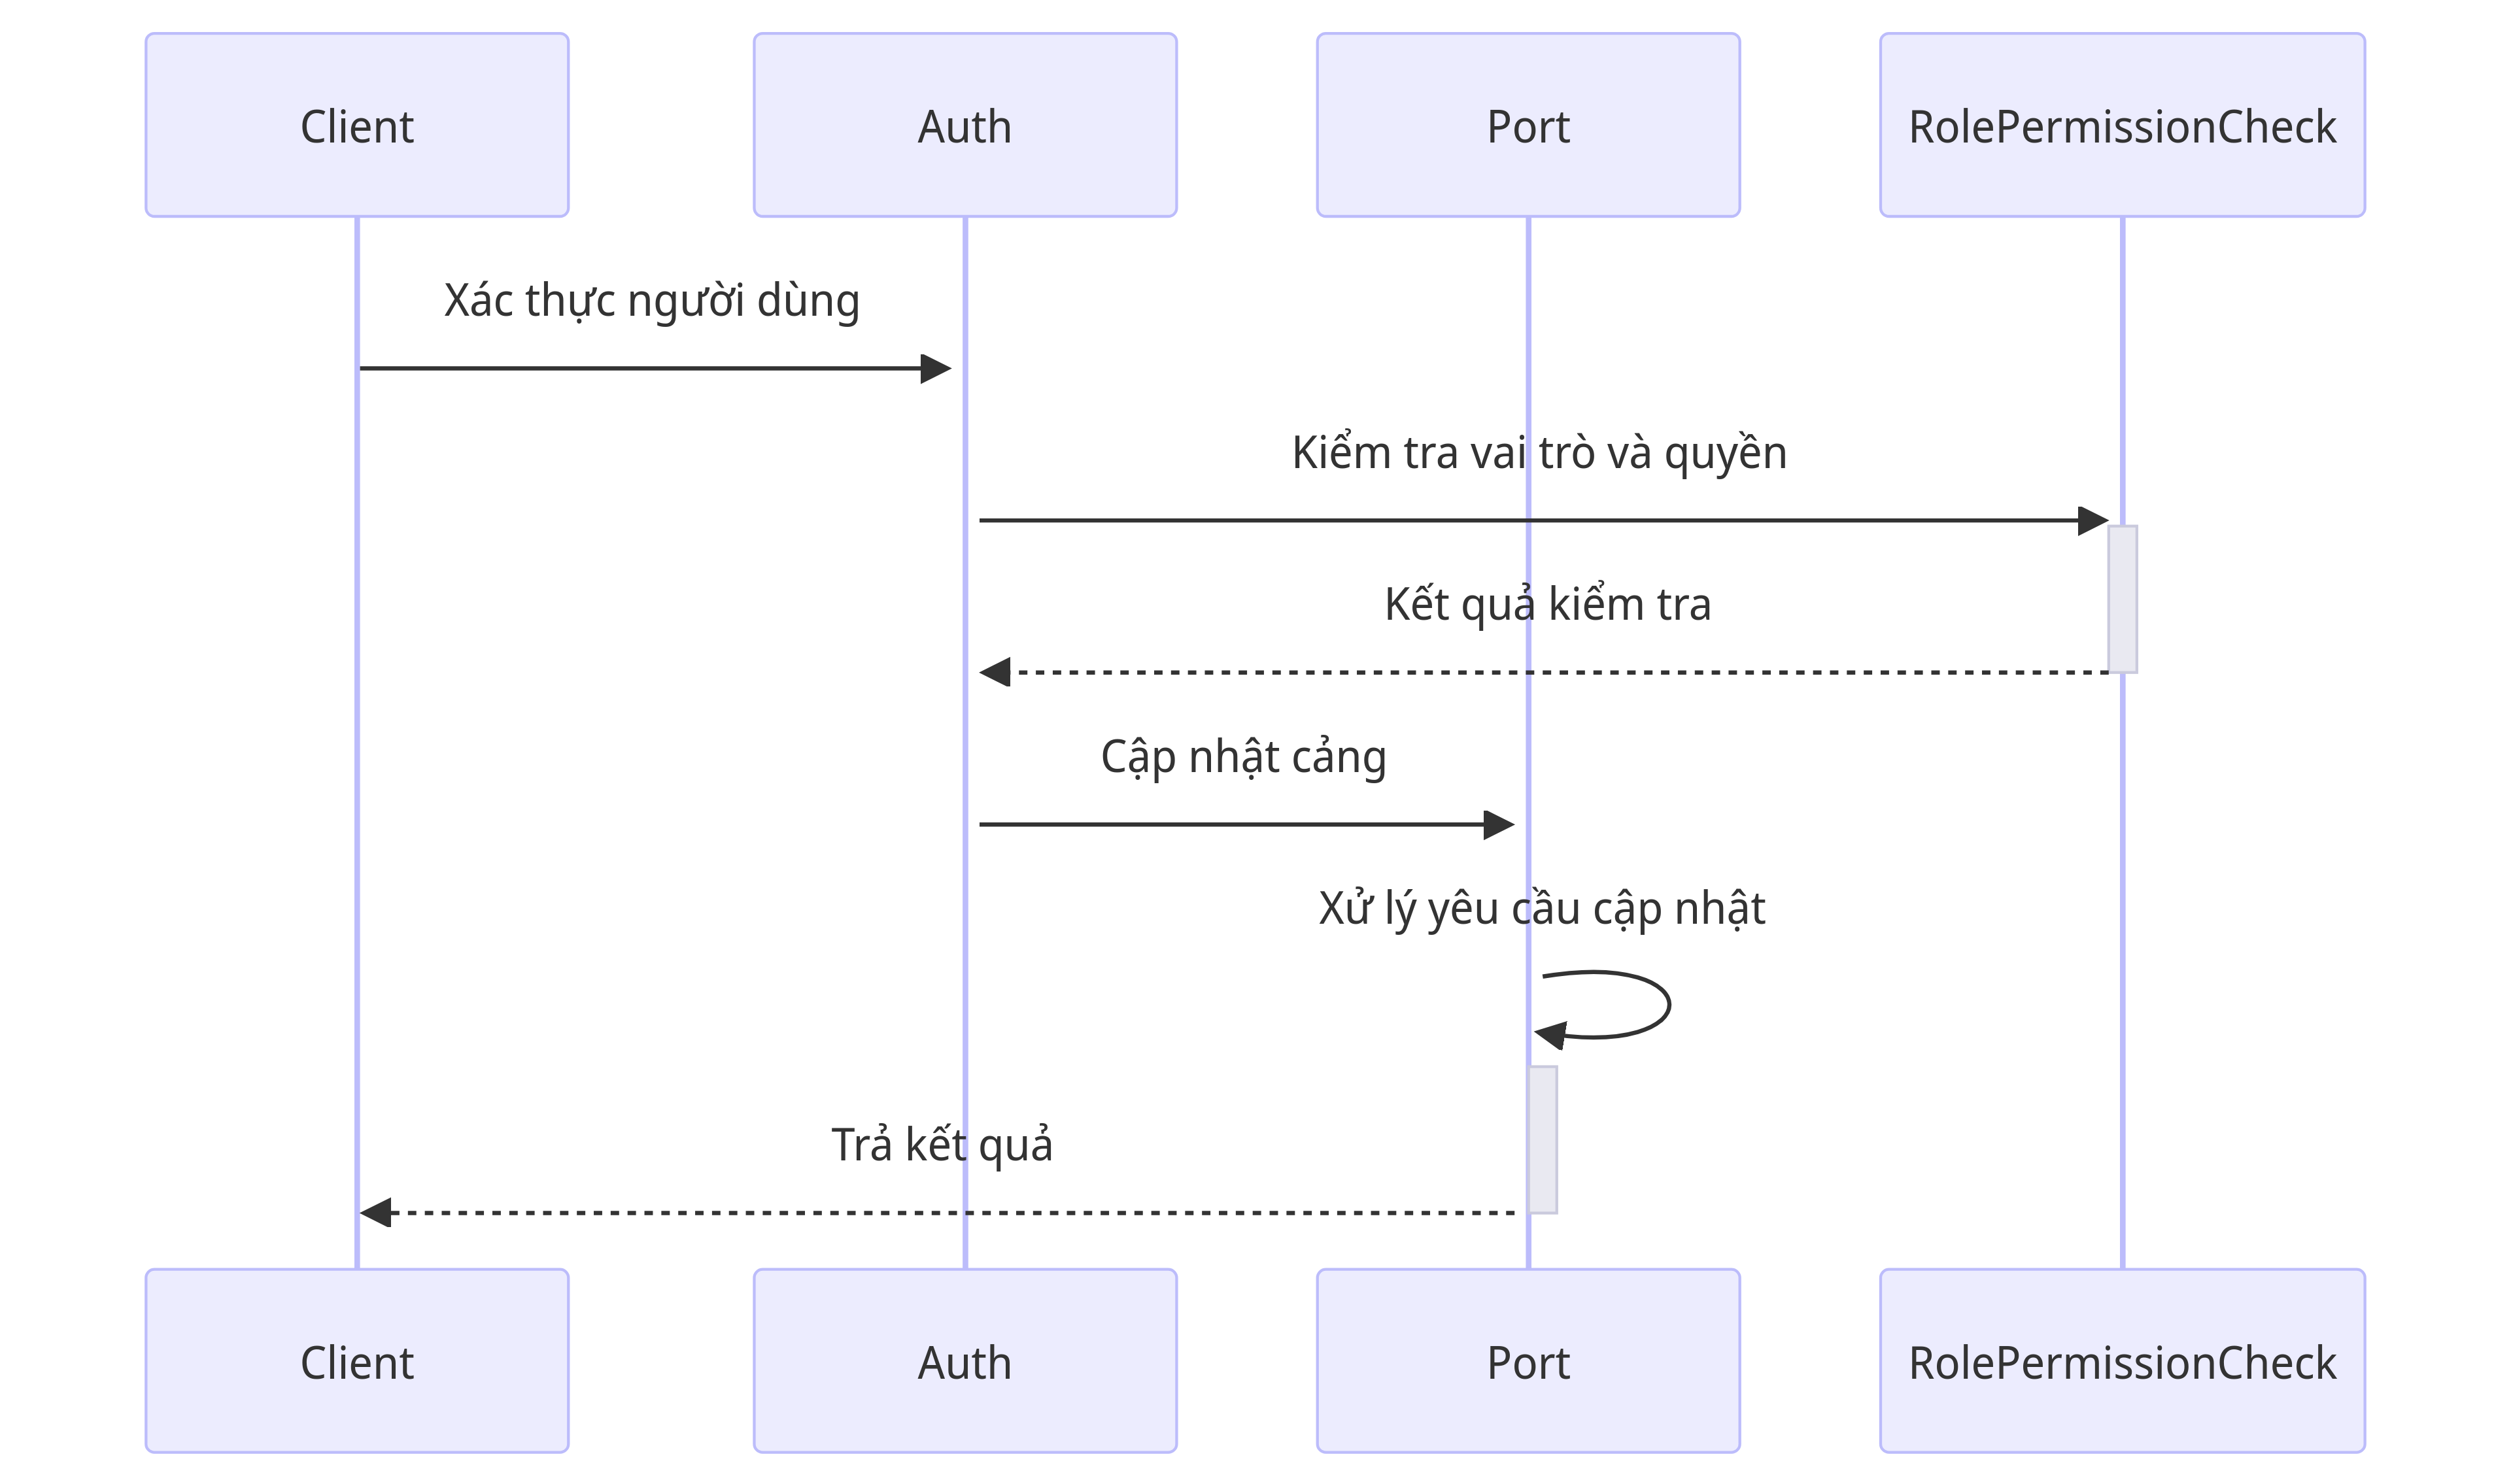 Client
Auth
Port
RolePermissionCheck
Xác thực người dùng
Kiểm tra vai trò và quyền
Kết quả kiểm tra
Cập nhật cảng
Xử lý yêu cầu cập nhật
Trả kết quả
Client
Auth
Port
RolePermissionCheck